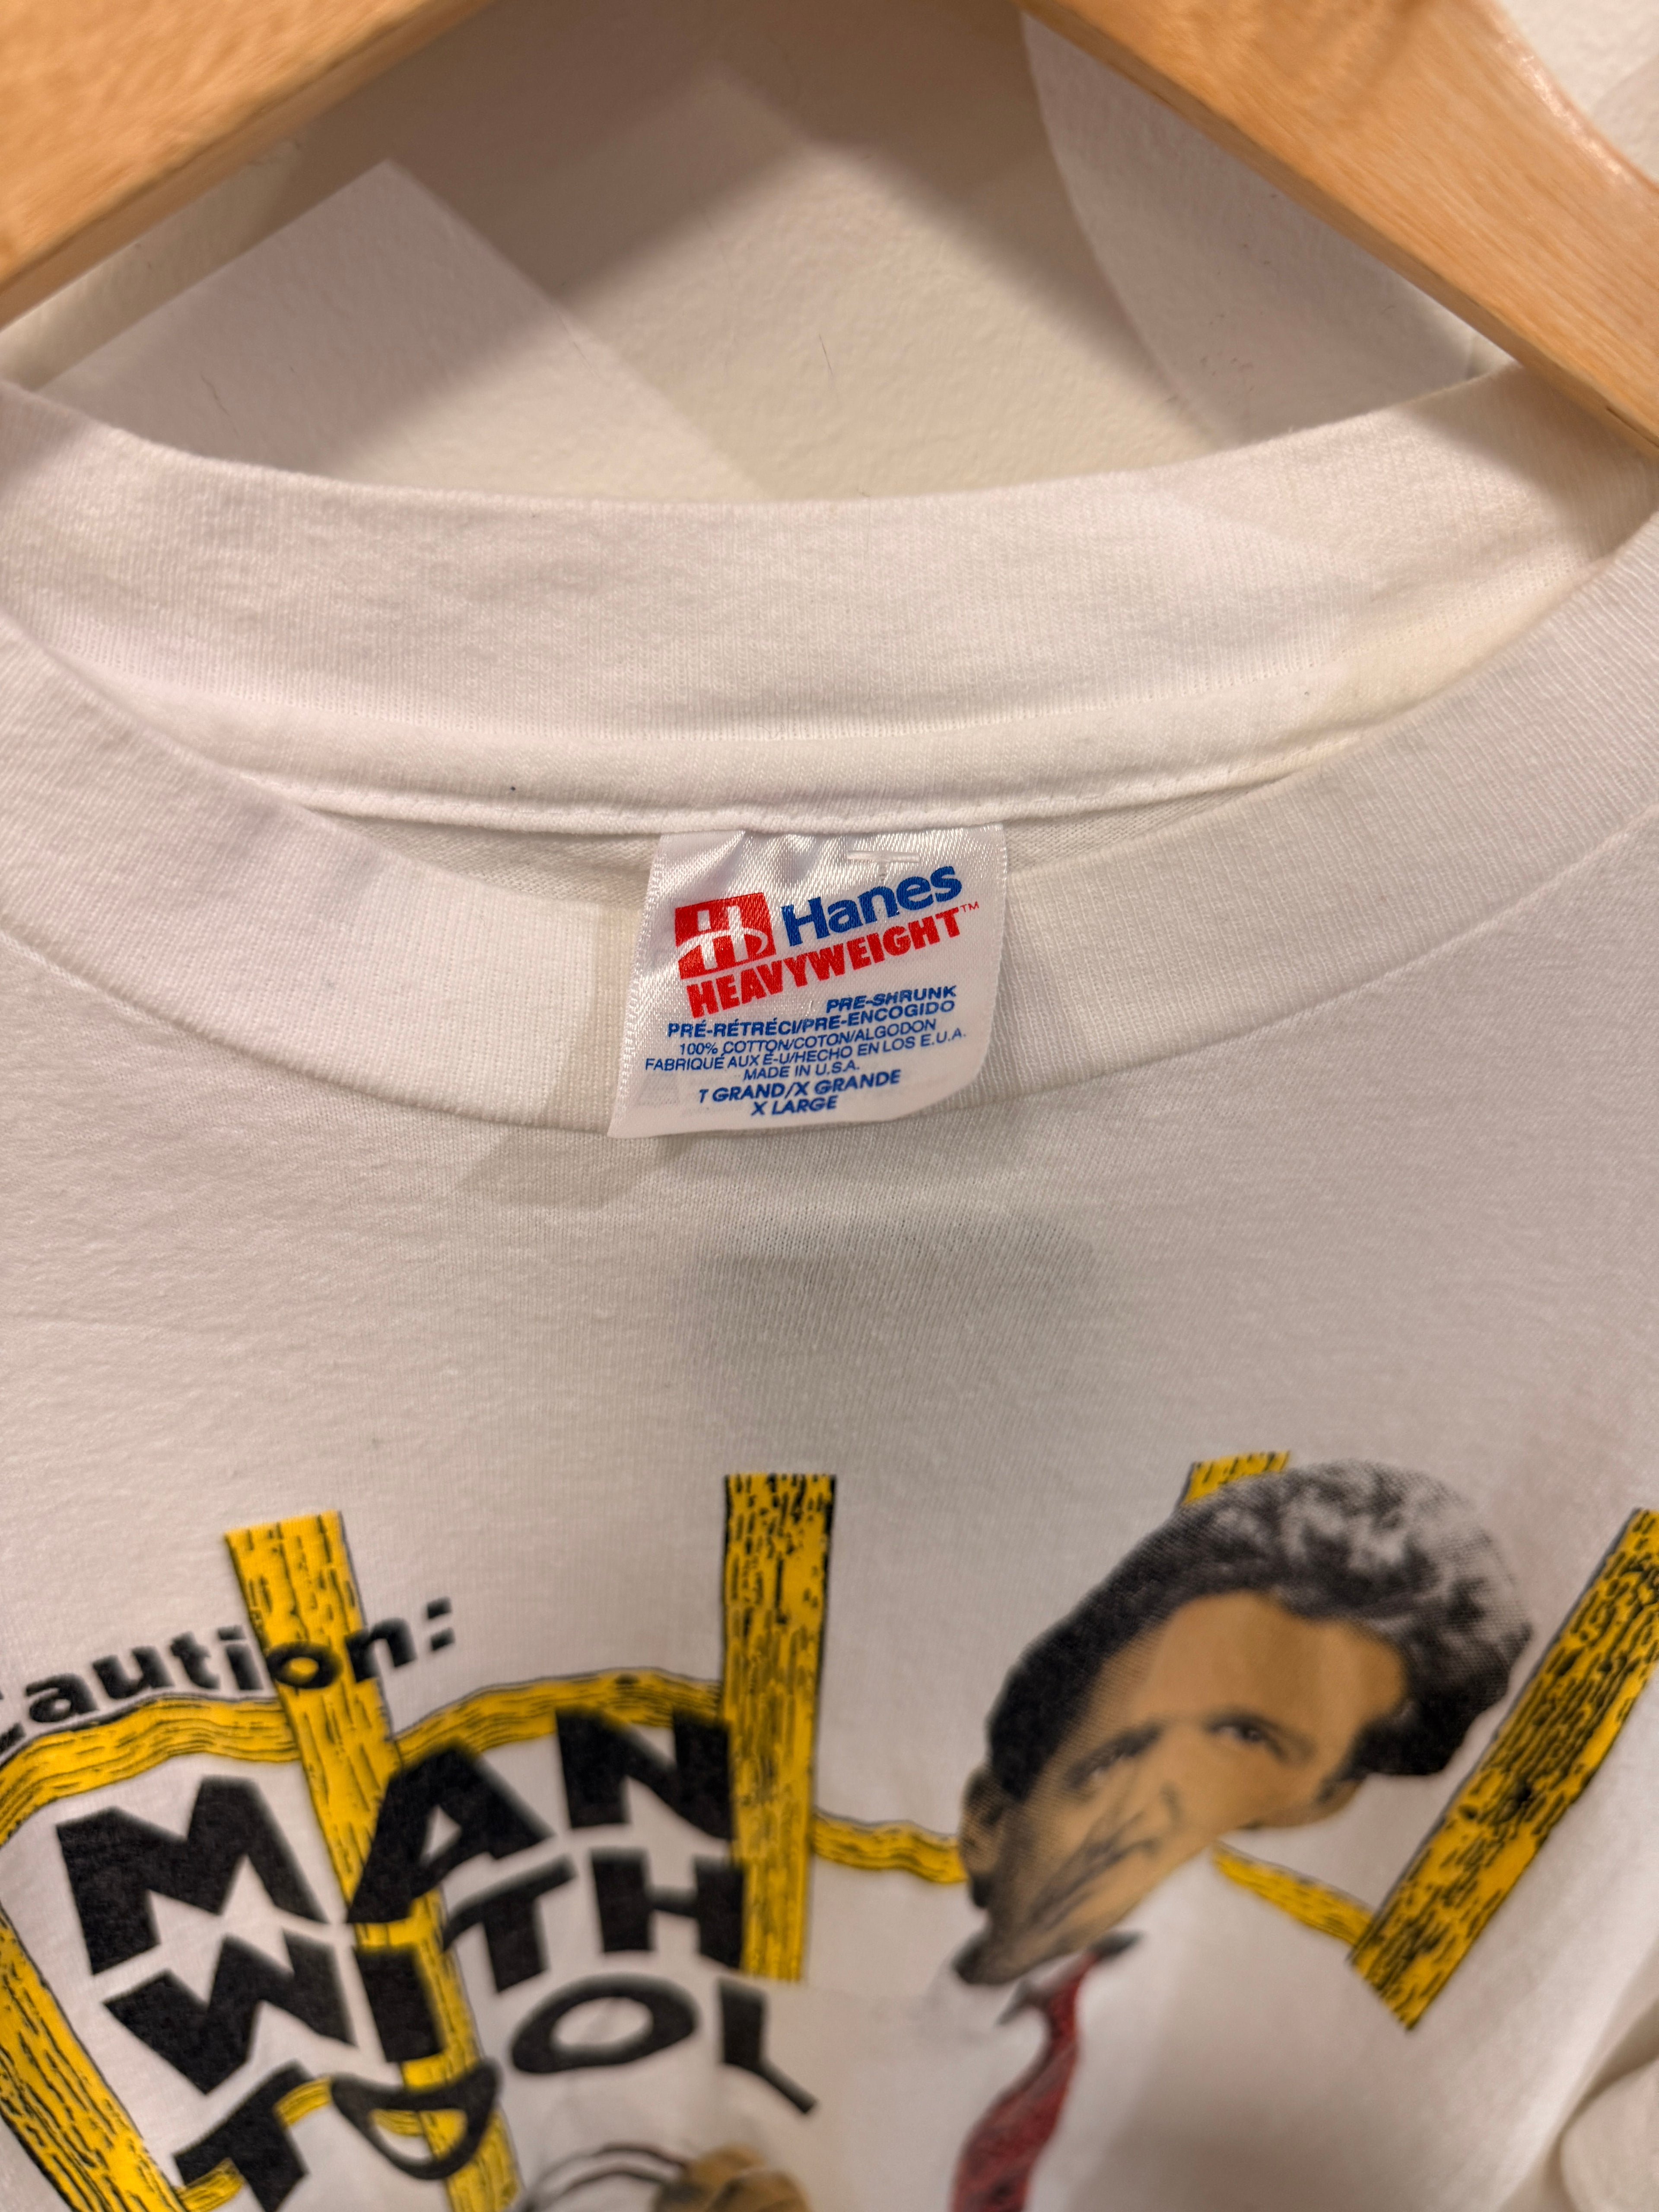 H Hanes
HEAVYWEIGHT™
PRE-SHRUNK
PRÉ-RÉTRÉCI/PRE-ENCOGIDO
100% COTTON/COTON/ALGODON
FABRIQUÉ AUX É-U/HECHO EN LOS E.U.A.
MADE IN U.S.A.
T GRAND/X GRANDE
X LARGE
Caution:
MAN
WITH
TOY